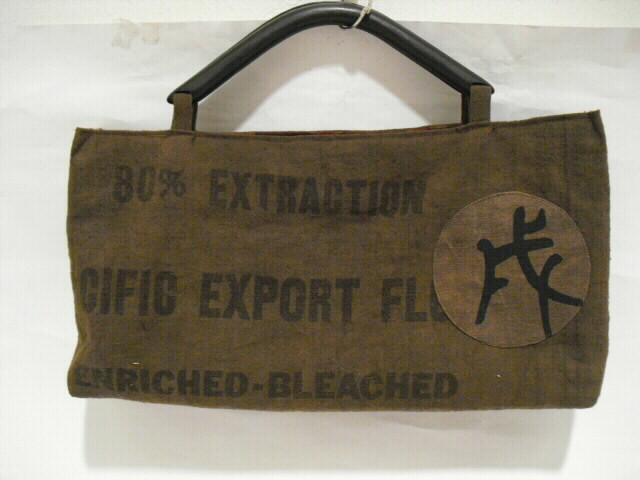 80% EXTRACTION
CIFIC EXPORT FL
ENRICHED-BLEACHED
戌